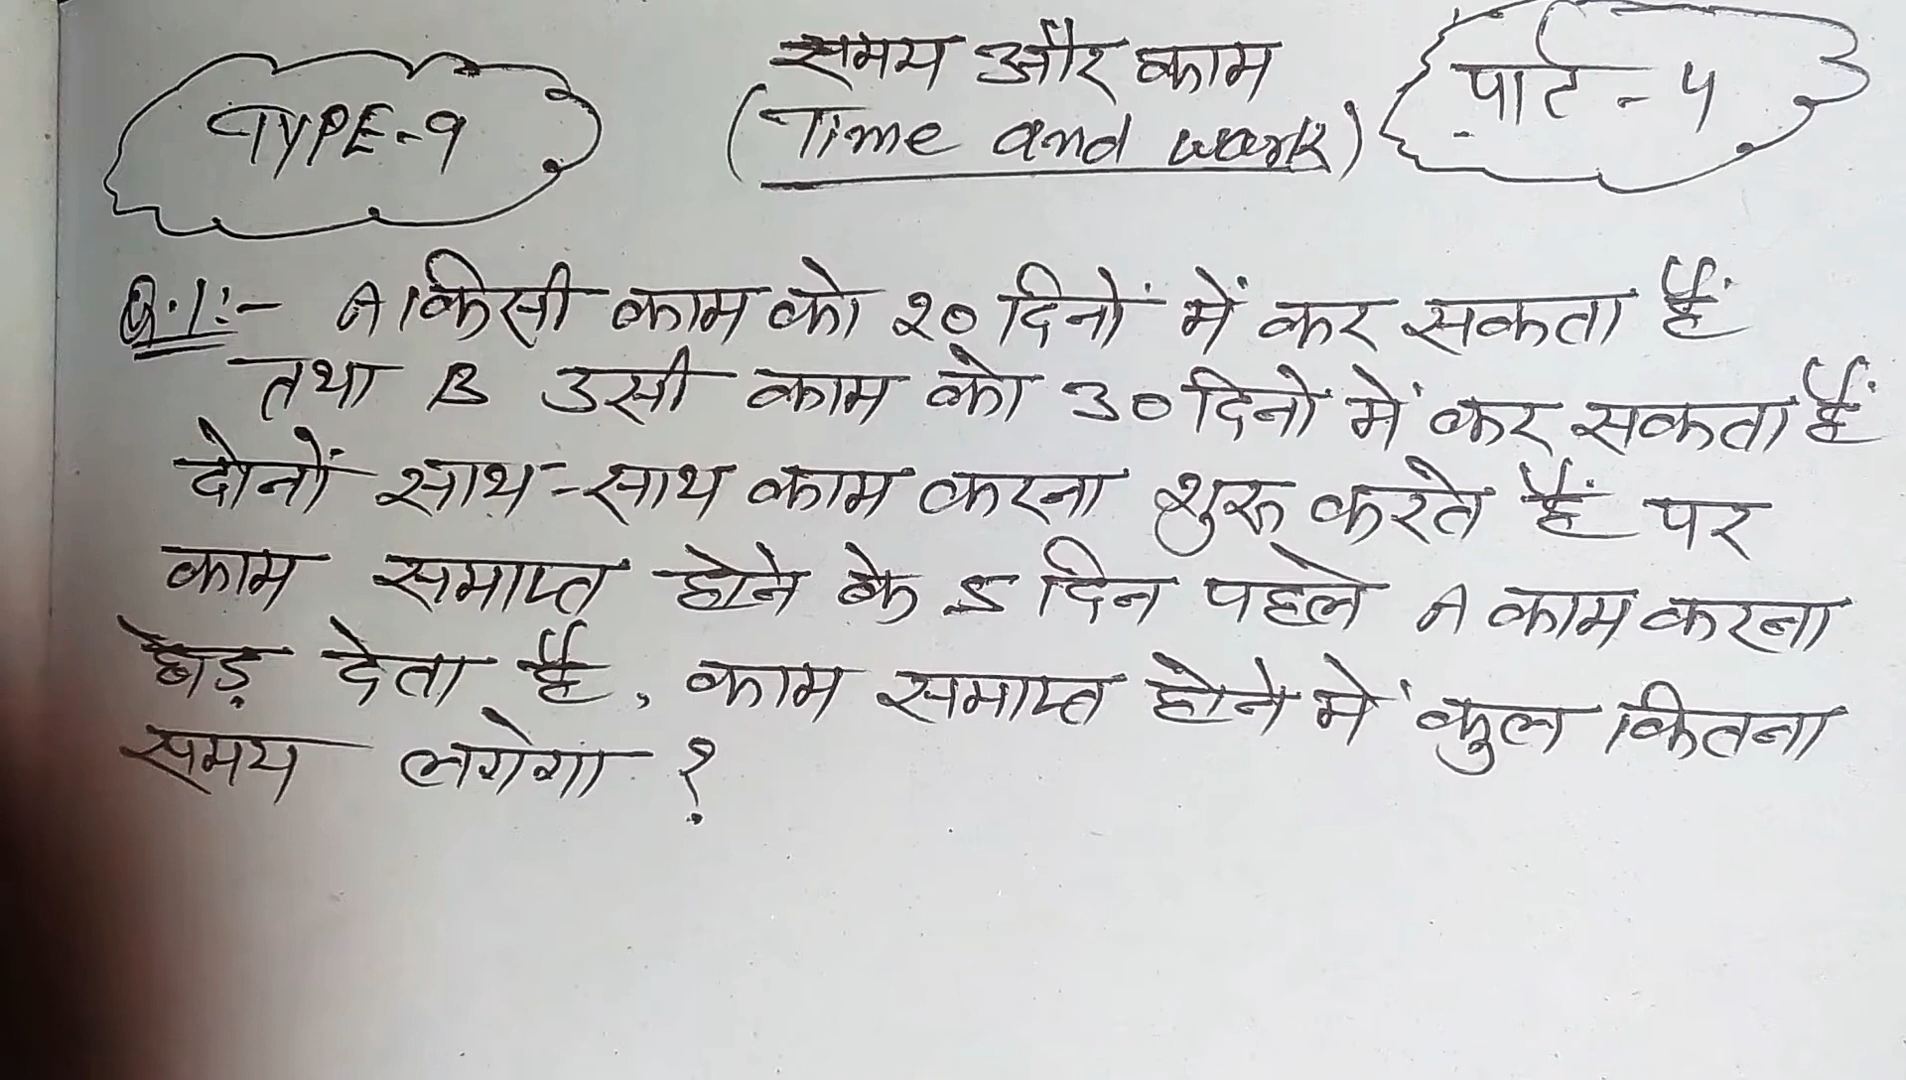 TYPE-9
समय और काम
(Time and work)
पार्ट-5
Q.1:- A किसी काम को 20 दिनों में कर सकता हैं
तथा B उसी काम को 30 दिनों में कर सकता हैं
दोनों साथ-साथ काम करना शुरू करते हैं पर
काम समाप्त होने के 5 दिन पहले A काम करना
छोड़ देता है, काम समाप्त होने में कुल कितना
समय लगेगा ?